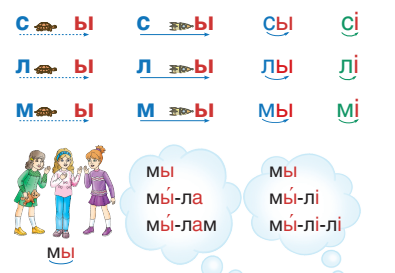 с ы с ы сы сі
л ы л ы лы лі
м ы м ы мы мі
мы
мы
мы́-ла
мы́-лам
мы
мы́-лі
мы́-лі-лі